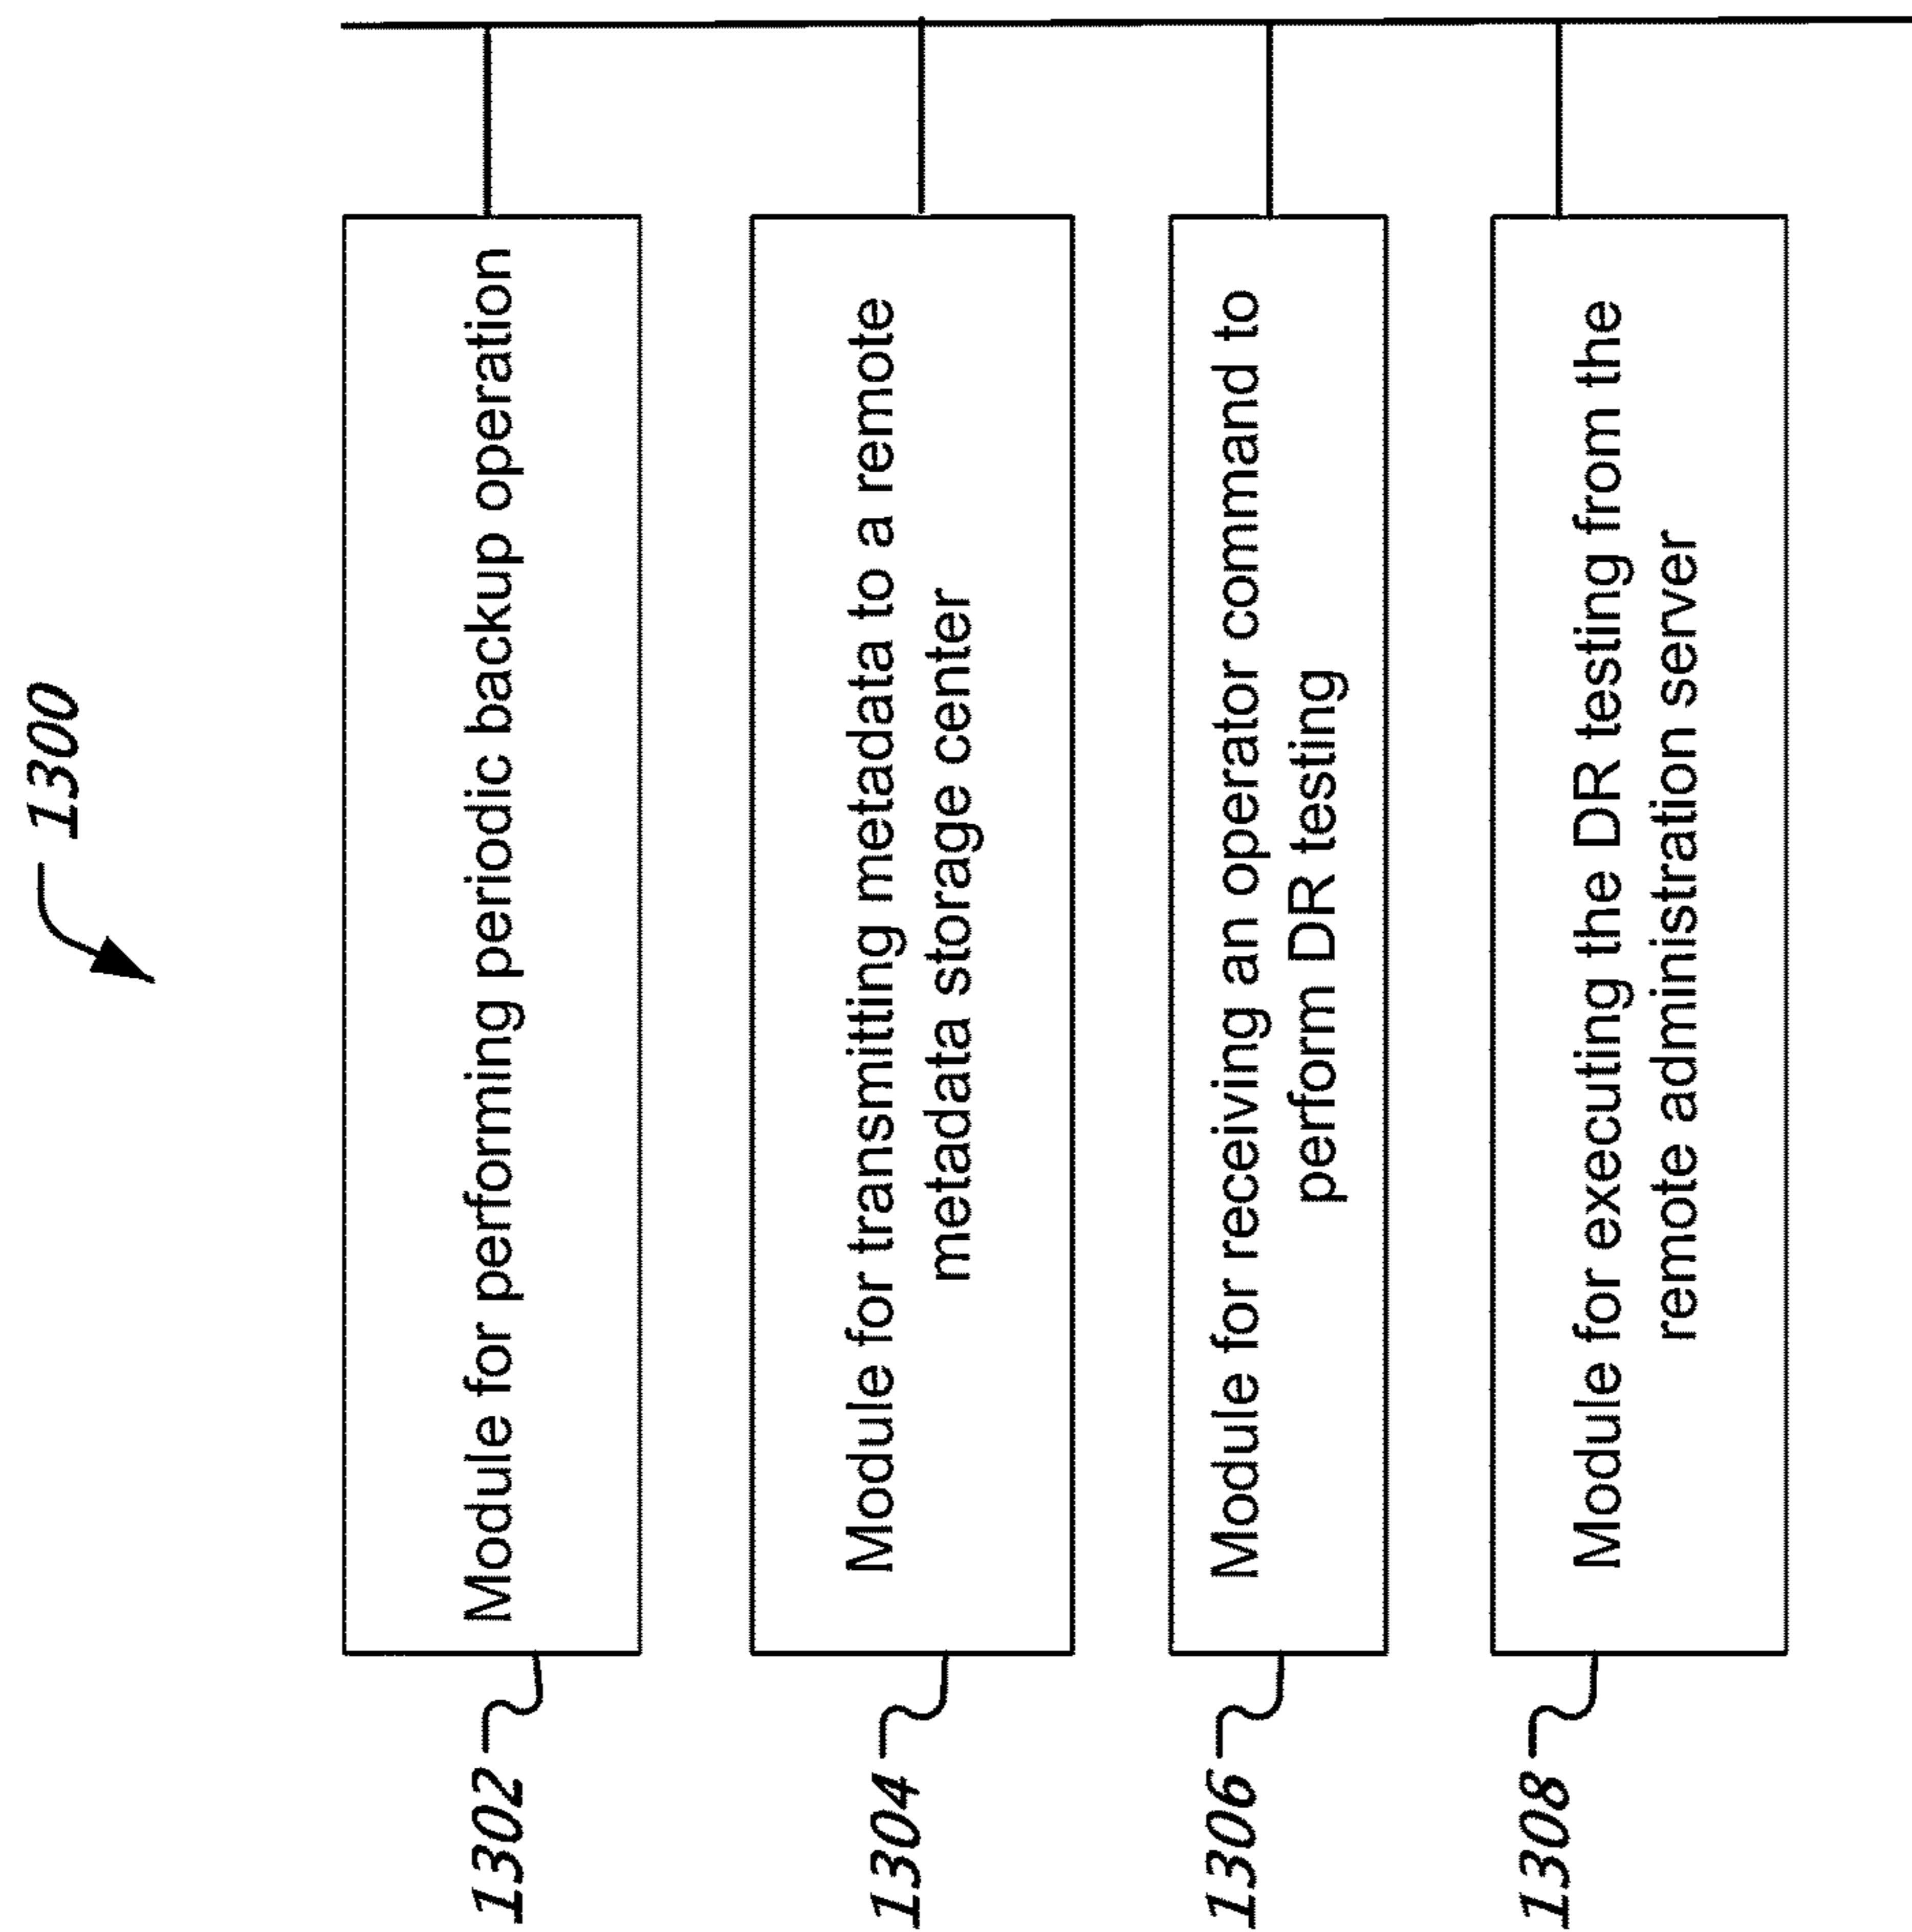 1300
1302
Module for performing periodic backup operation
1304
Module for transmitting metadata to a remote
metadata storage center
1306
Module for receiving an operator command to
perform DR testing
1308
Module for executing the DR testing from the
remote administration server